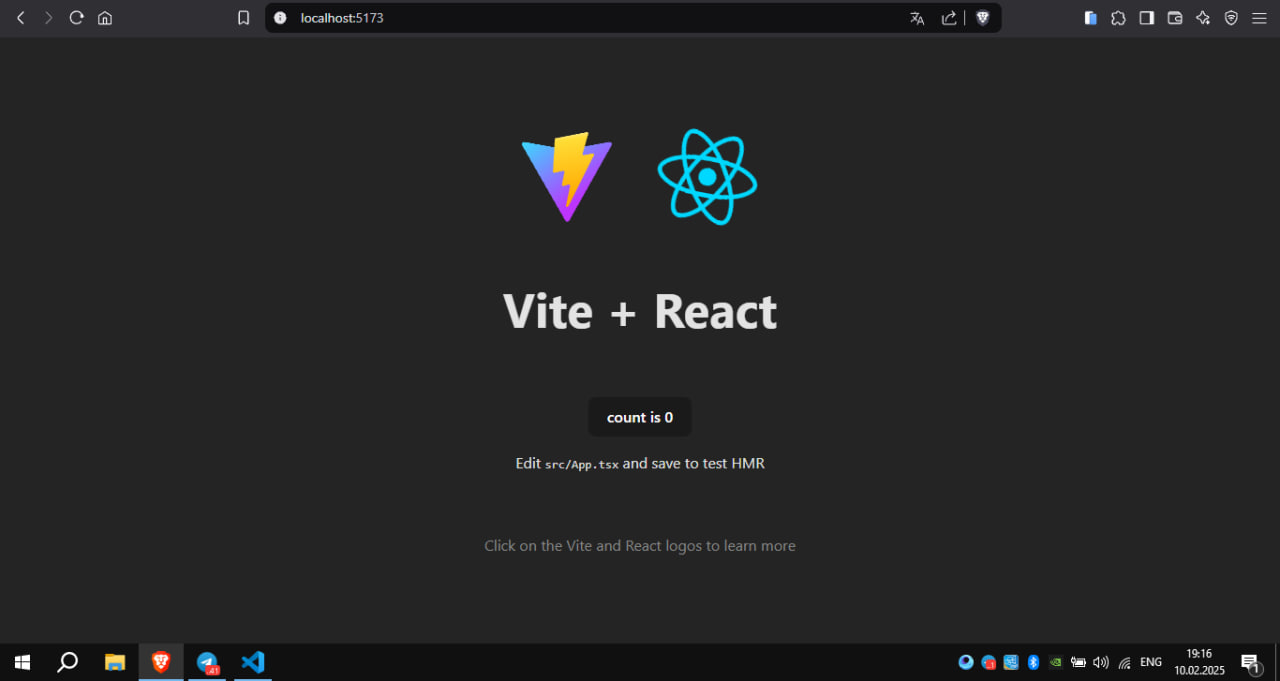 localhost:5173
Vite + React
count is 0
Edit src/App.tsx and save to test HMR
Click on the Vite and React logos to learn more
41
1
ENG
19:16
10.02.2025
1